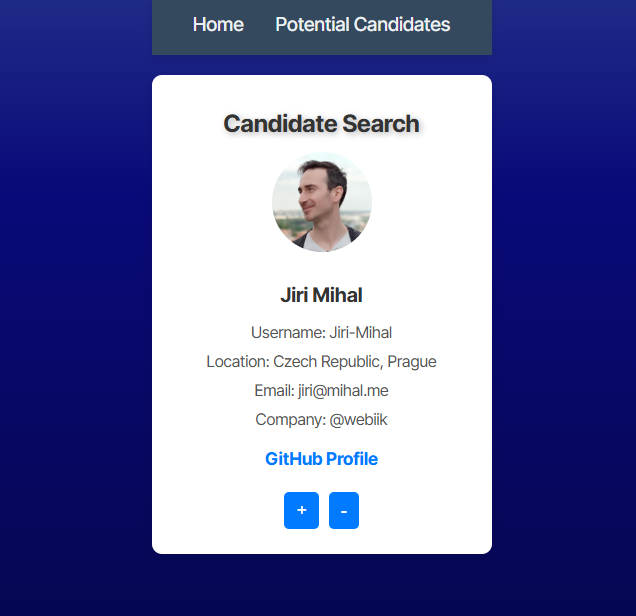 Home Potential Candidates
Candidate Search
Jiri Mihal
Username: Jiri-Mihal
Location: Czech Republic, Prague
Email: jiri@mihal.me
Company: @webiik
GitHub Profile
+ -